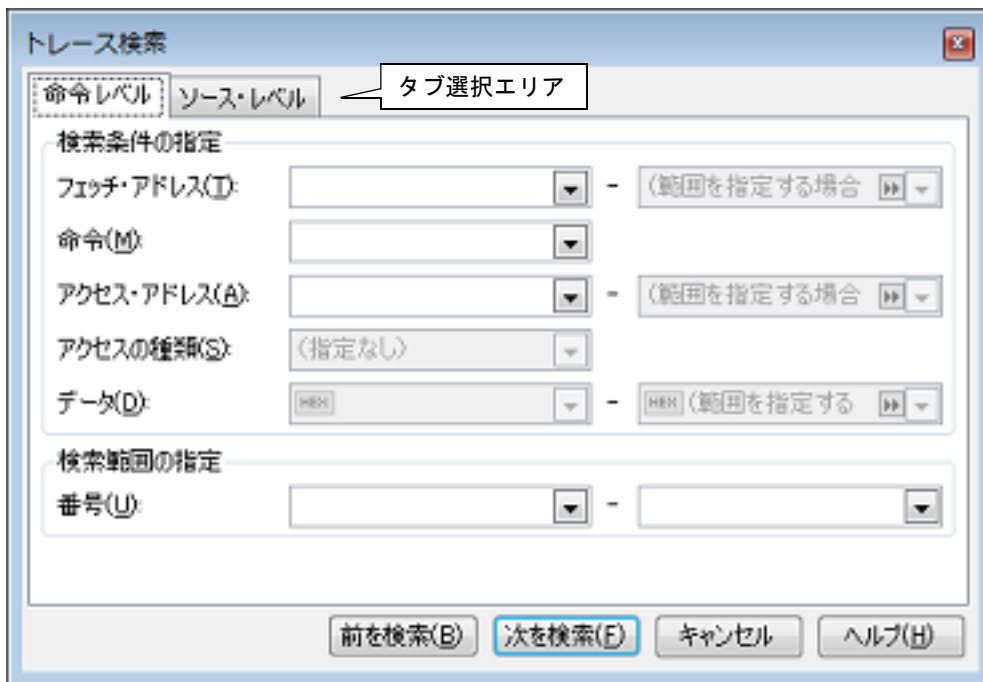 トレース検索
命令レベル ソース・レベル タブ選択エリア
検索条件の指定
フェッチ・アドレス(T): - (範囲を指定する場合
命令(M):
アクセス・アドレス(A): - (範囲を指定する場合
アクセスの種類(S): (指定なし)
データ(D): HEX - HEX (範囲を指定する
検索範囲の指定
番号(U): -
前を検索(B) 次を検索(F) キャンセル ヘルプ(H)